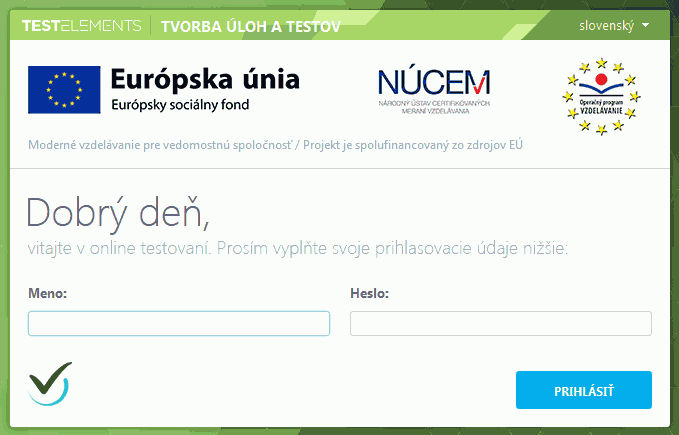 TESTELEMENTS TVORBA ÚLOH A TESTOV slovenský
Európska únia
Európsky sociálny fond
NÚCEM
NÁRODNÝ ÚSTAV CERTIFIKOVANÝCH
MERANÍ VZDELÁVANIA
Operačný program
VZDELÁVANIE
Moderné vzdelávanie pre vedomostnú spoločnosť / Projekt je spolufinancovaný zo zdrojov EÚ
Dobrý deň,
vitajte v online testovaní. Prosím vyplňte svoje prihlasovacie údaje nižšie:
Meno: Heslo:
PRIHLÁSIŤ